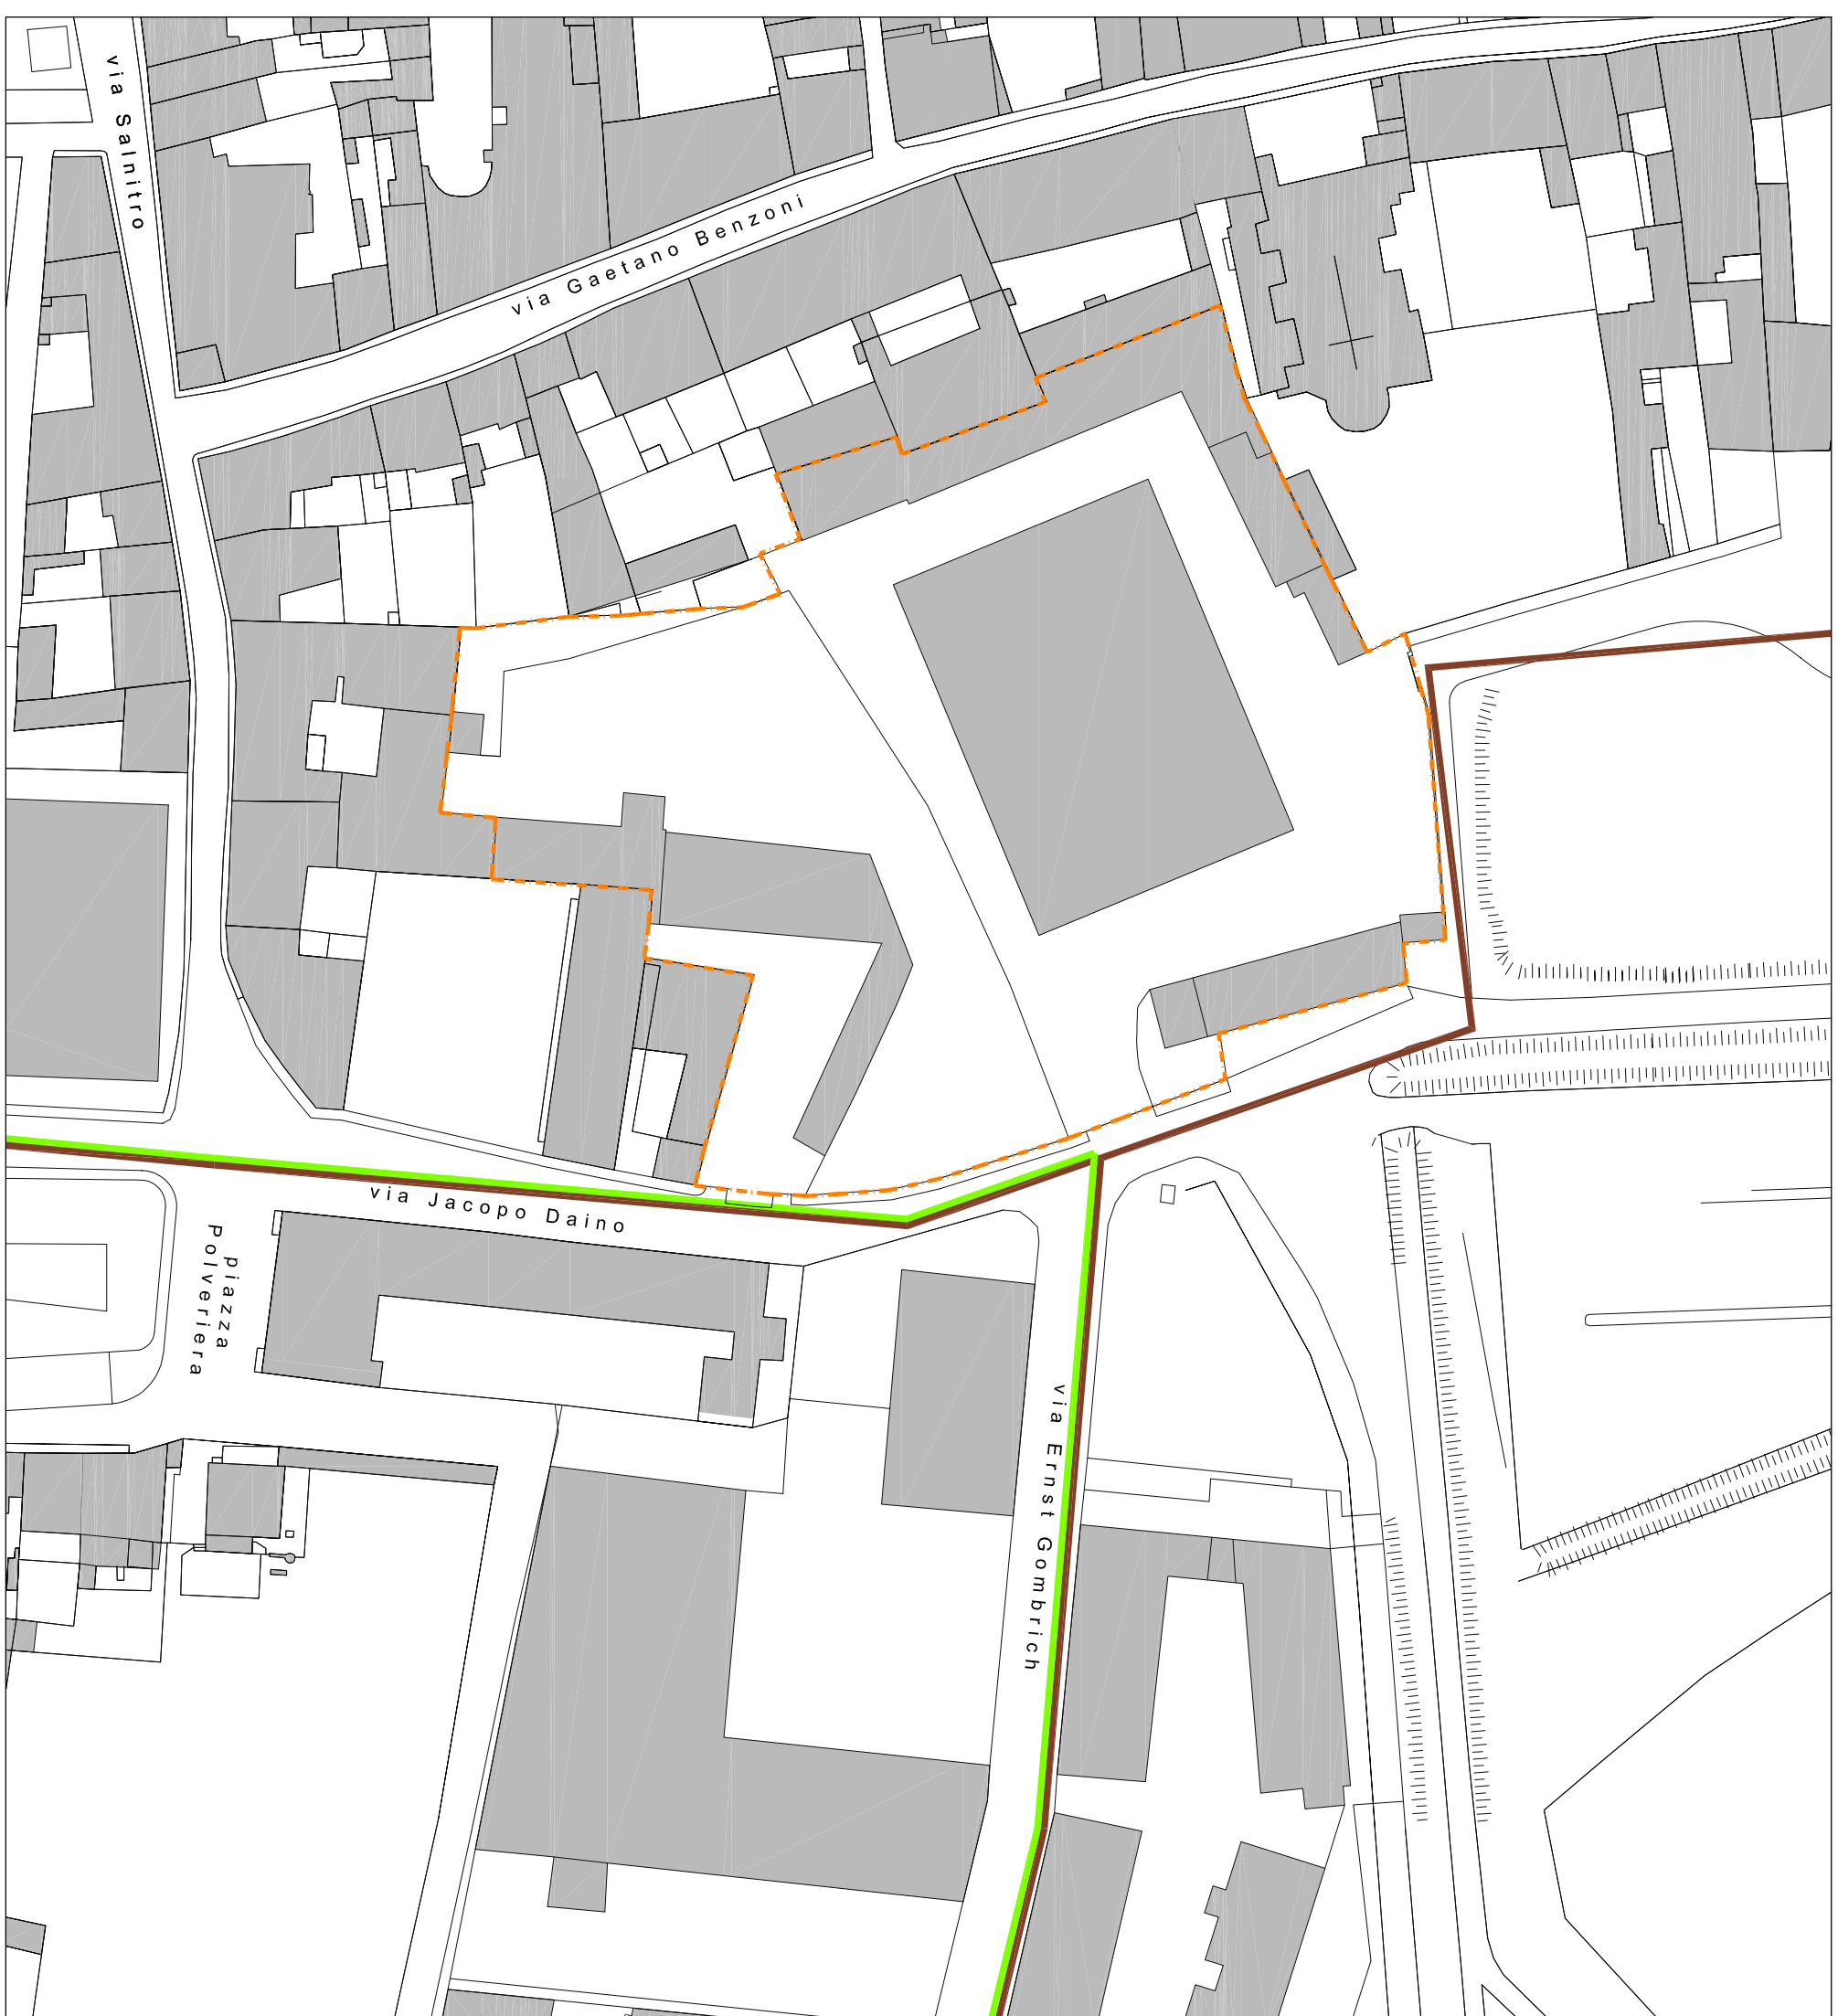 via Salnitro
via Gaetano Benzoni
via Jacopo Daino
piazza
Polveriera
via Ernst Gombrich